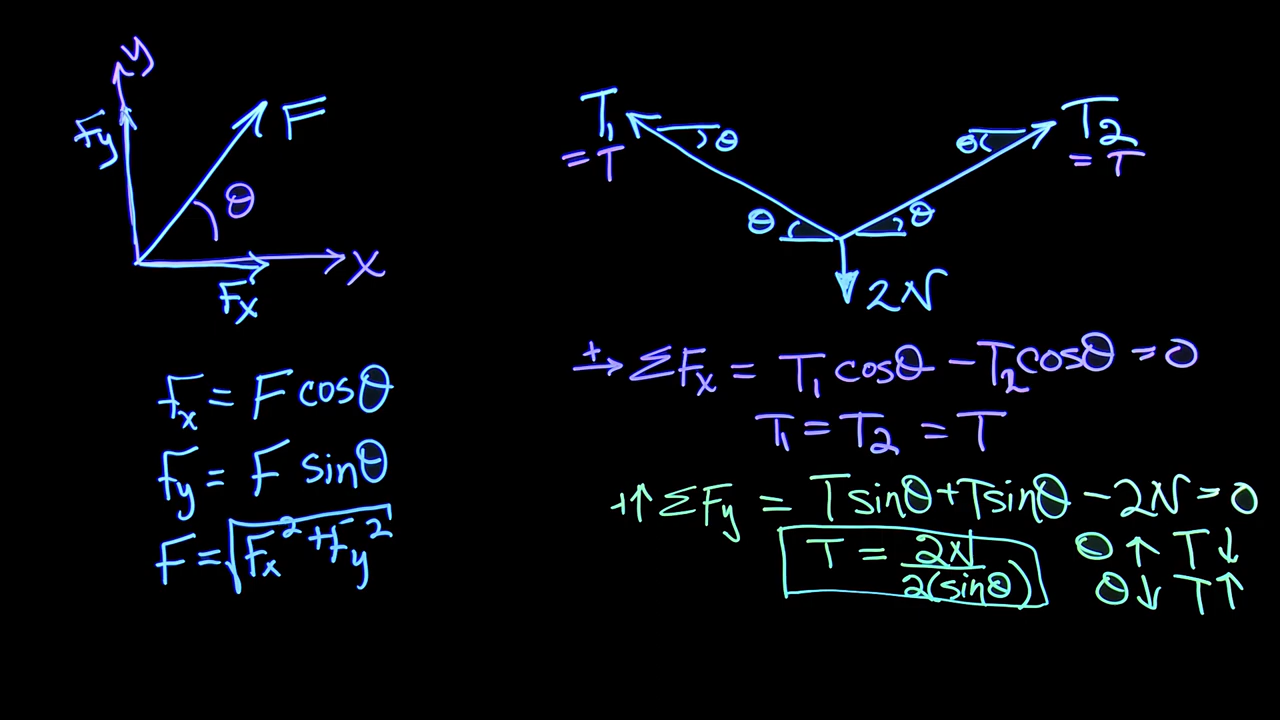 y
Fy
F
θ
x
Fx
Fx = F cosθ
Fy = F sinθ
F = √Fx² + Fy²
T₁
= T
θ
θ
T₂
= T
θ
θ
2N
+→ ΣFx = T₁ cosθ − T₂ cosθ = 0
T₁ = T₂ = T
+↑ ΣFy = T sinθ + T sinθ − 2N = 0
T = 2N / 2(sinθ)
θ↑ T↓
θ↓ T↑